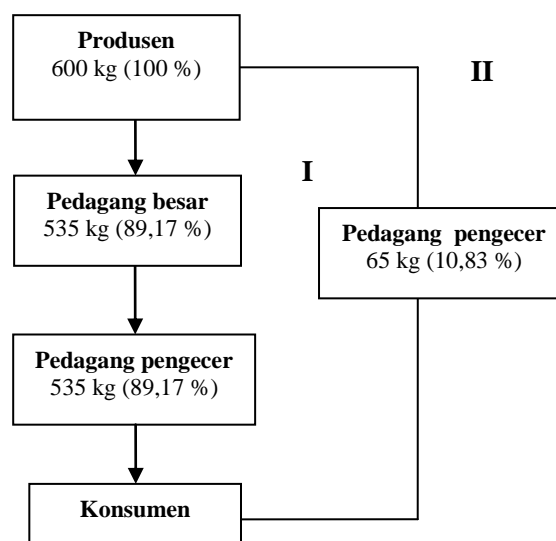 Produsen
600 kg (100 %)
II
I
Pedagang besar
535 kg (89,17 %)
Pedagang pengecer
65 kg (10,83 %)
Pedagang pengecer
535 kg (89,17 %)
Konsumen